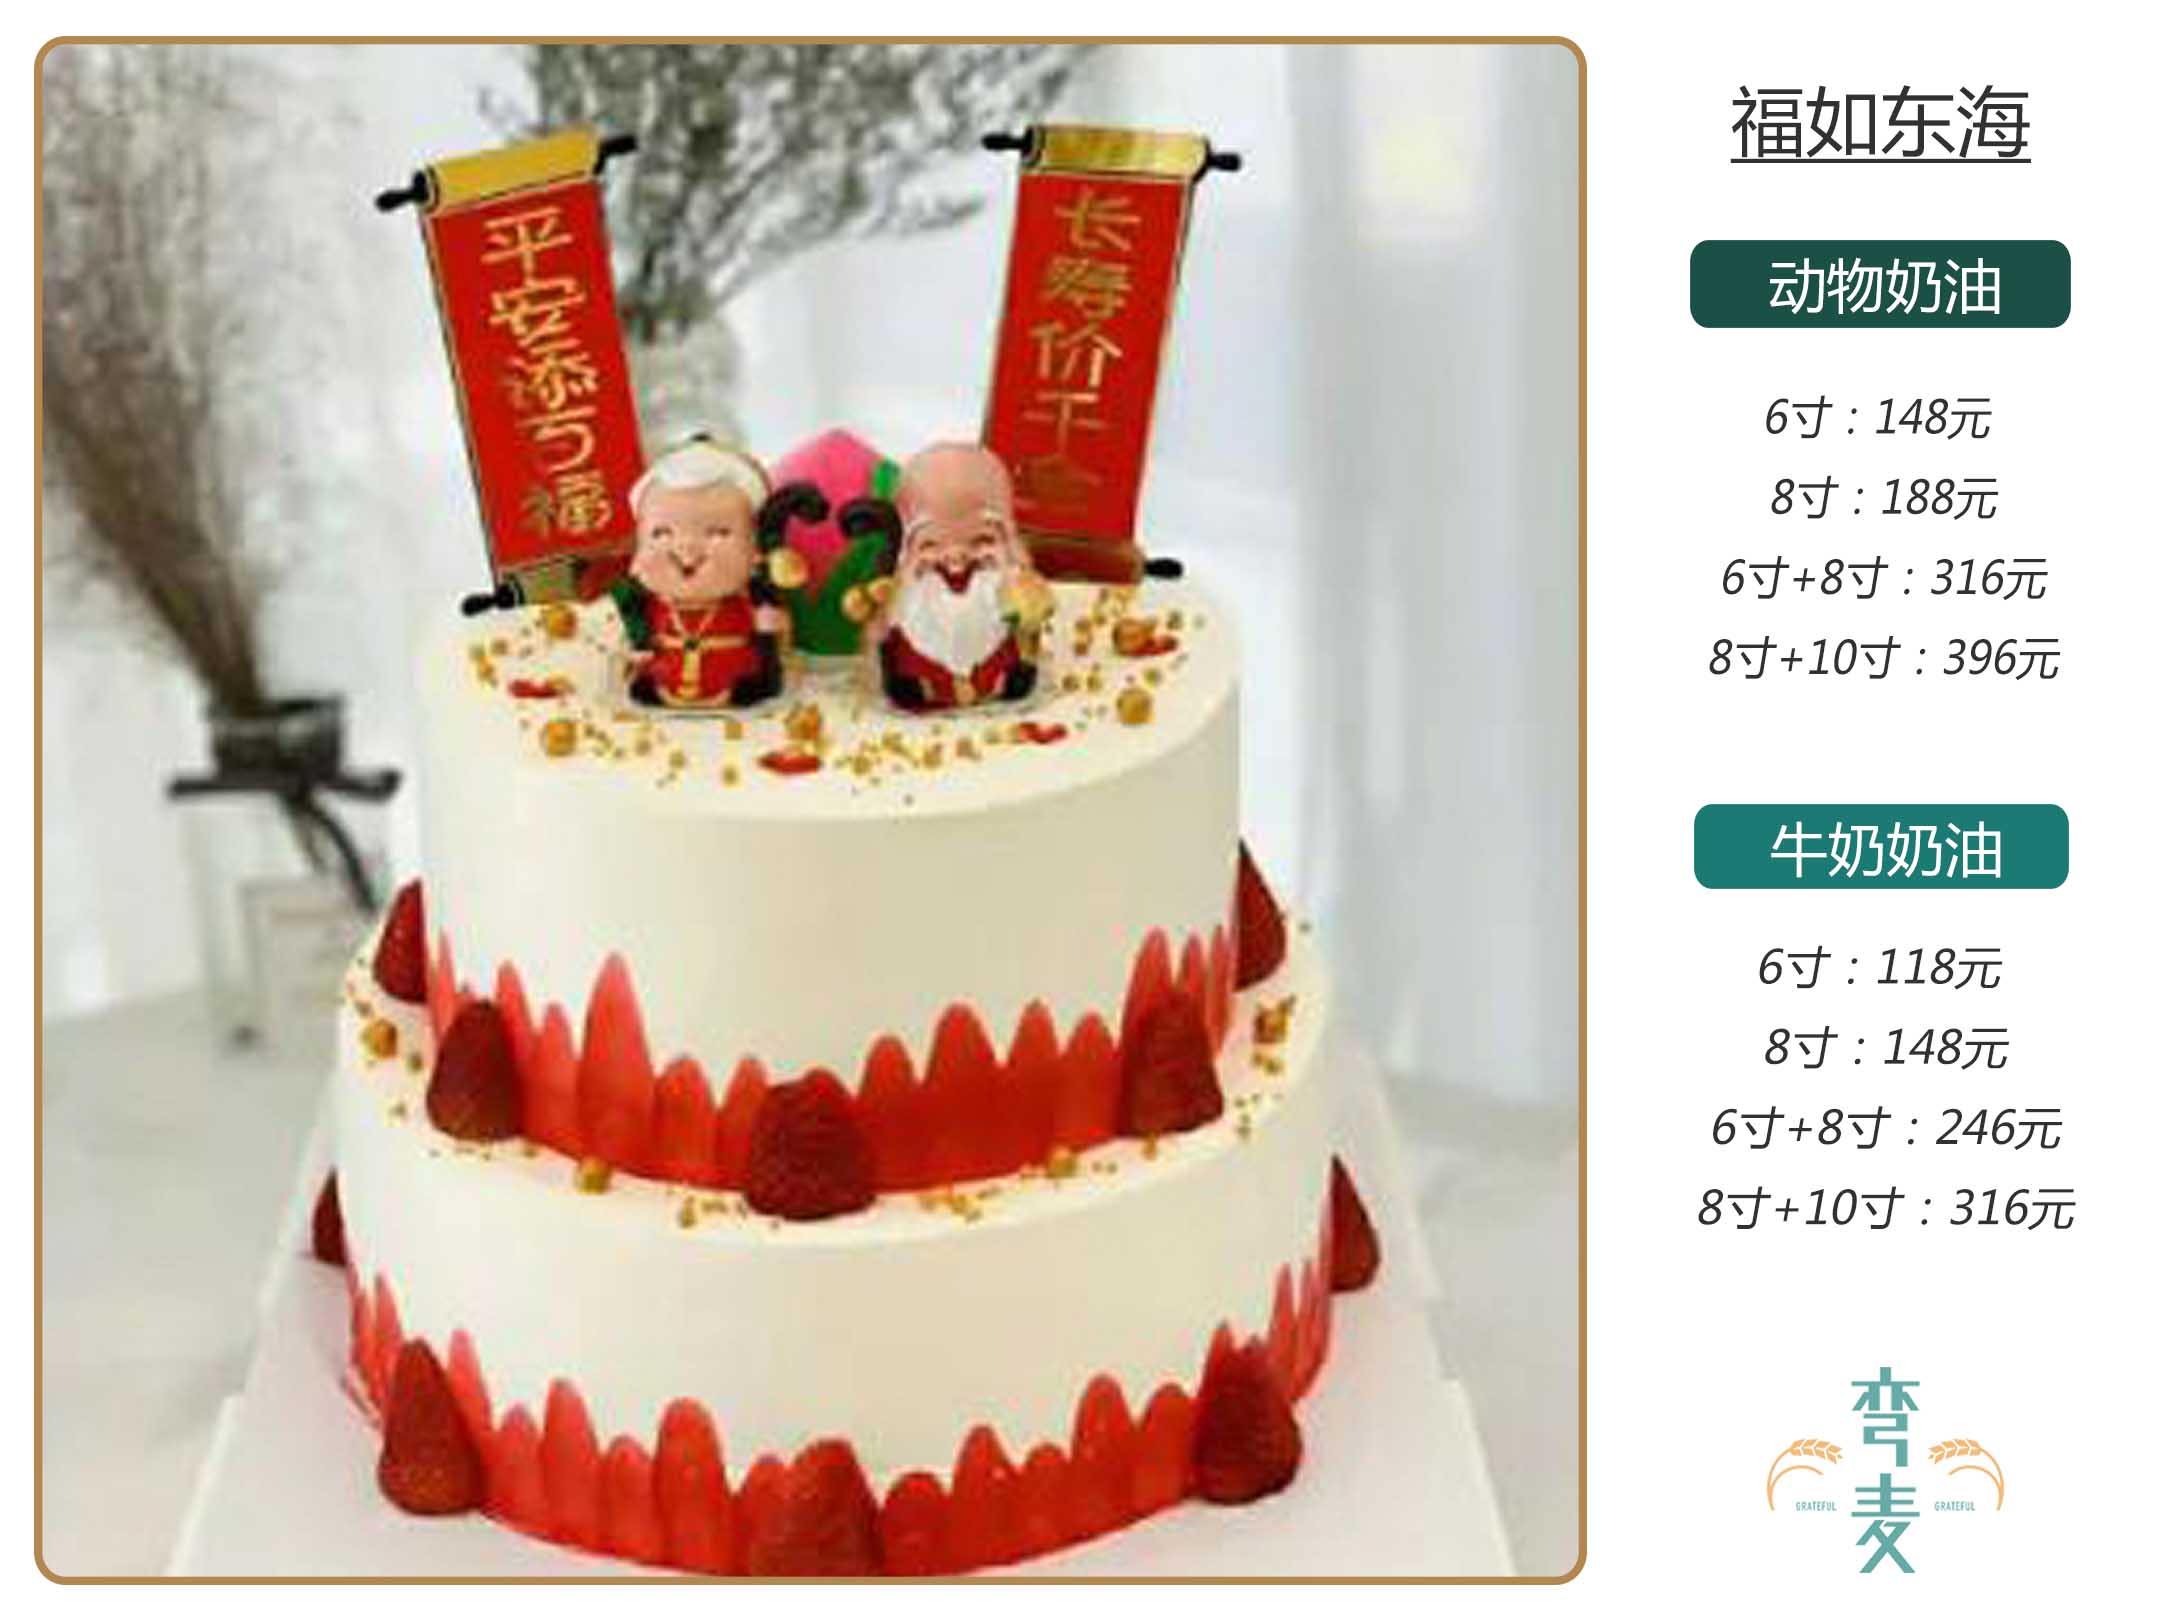 平安添万福
长寿价千金
福如东海
动物奶油
6寸：148元
8寸：188元
6寸+8寸：316元
8寸+10寸：396元
牛奶奶油
6寸：118元
8寸：148元
6寸+8寸：246元
8寸+10寸：316元
弯麦
GRATEFUL GRATEFUL